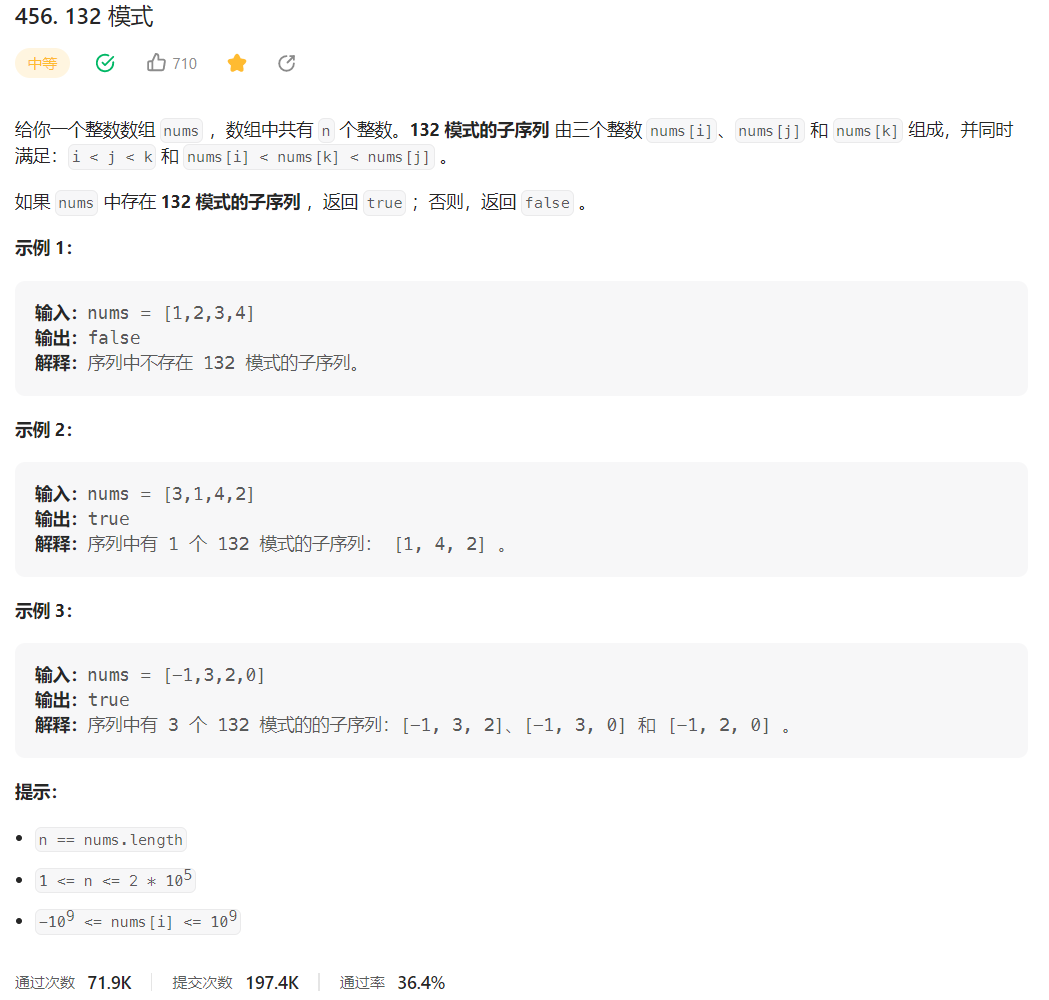 456. 132 模式
中等 710
给你一个整数数组 nums ，数组中共有 n 个整数。132 模式的子序列 由三个整数 nums[i]、nums[j] 和 nums[k] 组成，并同时
满足：i < j < k 和 nums[i] < nums[k] < nums[j] 。
如果 nums 中存在 132 模式的子序列 ，返回 true ；否则，返回 false 。
示例 1：
输入：nums = [1,2,3,4]
输出：false
解释：序列中不存在 132 模式的子序列。
示例 2：
输入：nums = [3,1,4,2]
输出：true
解释：序列中有 1 个 132 模式的子序列： [1, 4, 2] 。
示例 3：
输入：nums = [-1,3,2,0]
输出：true
解释：序列中有 3 个 132 模式的的子序列：[-1, 3, 2]、[-1, 3, 0] 和 [-1, 2, 0] 。
提示：
• n == nums.length
• 1 <= n <= 2 * 10⁵
• -10⁹ <= nums[i] <= 10⁹
通过次数 71.9K 提交次数 197.4K 通过率 36.4%